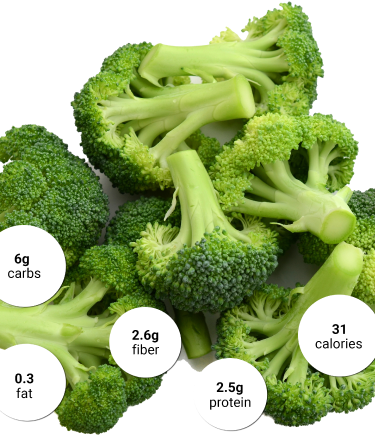 6g
carbs
2.6g
fiber
31
calories
0.3
fat
2.5g
protein